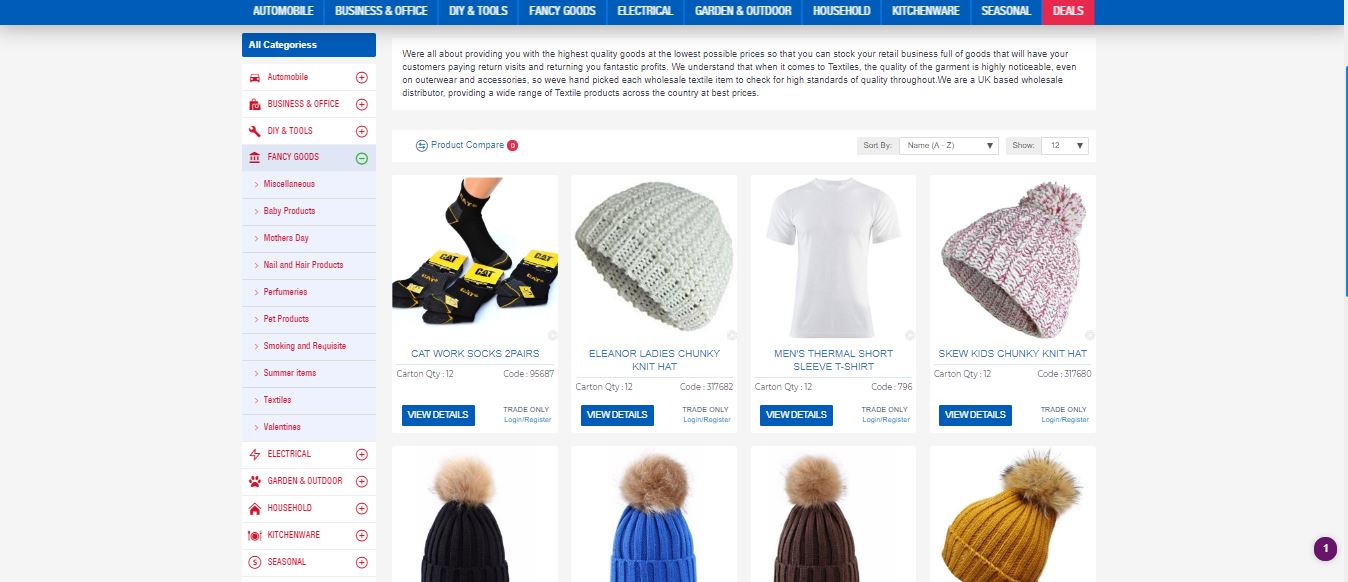 AUTOMOBILE BUSINESS & OFFICE DIY & TOOLS FANCY GOODS ELECTRICAL GARDEN & OUTDOOR HOUSEHOLD KITCHENWARE SEASONAL DEALS
All Categoriess
Automobile
BUSINESS & OFFICE
DIY & TOOLS
FANCY GOODS
Miscellaneous
Baby Products
Mothers Day
Nail and Hair Products
Perfumeries
Pet Products
Smoking and Requisite
Summer items
Textiles
Valentines
ELECTRICAL
GARDEN & OUTDOOR
HOUSEHOLD
KITCHENWARE
SEASONAL
Were all about providing you with the highest quality goods at the lowest possible prices so that you can stock your retail business full of goods that will have your
customers paying return visits and returning you fantastic profits. We understand that when it comes to Textiles, the quality of the garment is highly noticeable, even
on outerwear and accessories, so weve hand picked each wholesale textile item to check for high standards of quality throughout.We are a UK based wholesale
distributor, providing a wide range of Textile products across the country at best prices.
Product Compare 0
Sort By: Name (A - Z) Show: 12
CAT
CAT
CAT
CAT
CAT WORK SOCKS 2PAIRS
Carton Qty : 12 Code : 95687
VIEW DETAILS
TRADE ONLY
Login/Register
ELEANOR LADIES CHUNKY
KNIT HAT
Carton Qty : 12 Code : 317682
VIEW DETAILS
TRADE ONLY
Login/Register
MEN'S THERMAL SHORT
SLEEVE T-SHIRT
Carton Qty : 12 Code : 796
VIEW DETAILS
TRADE ONLY
Login/Register
SKEW KIDS CHUNKY KNIT HAT
Carton Qty : 12 Code : 317680
VIEW DETAILS
TRADE ONLY
Login/Register
1